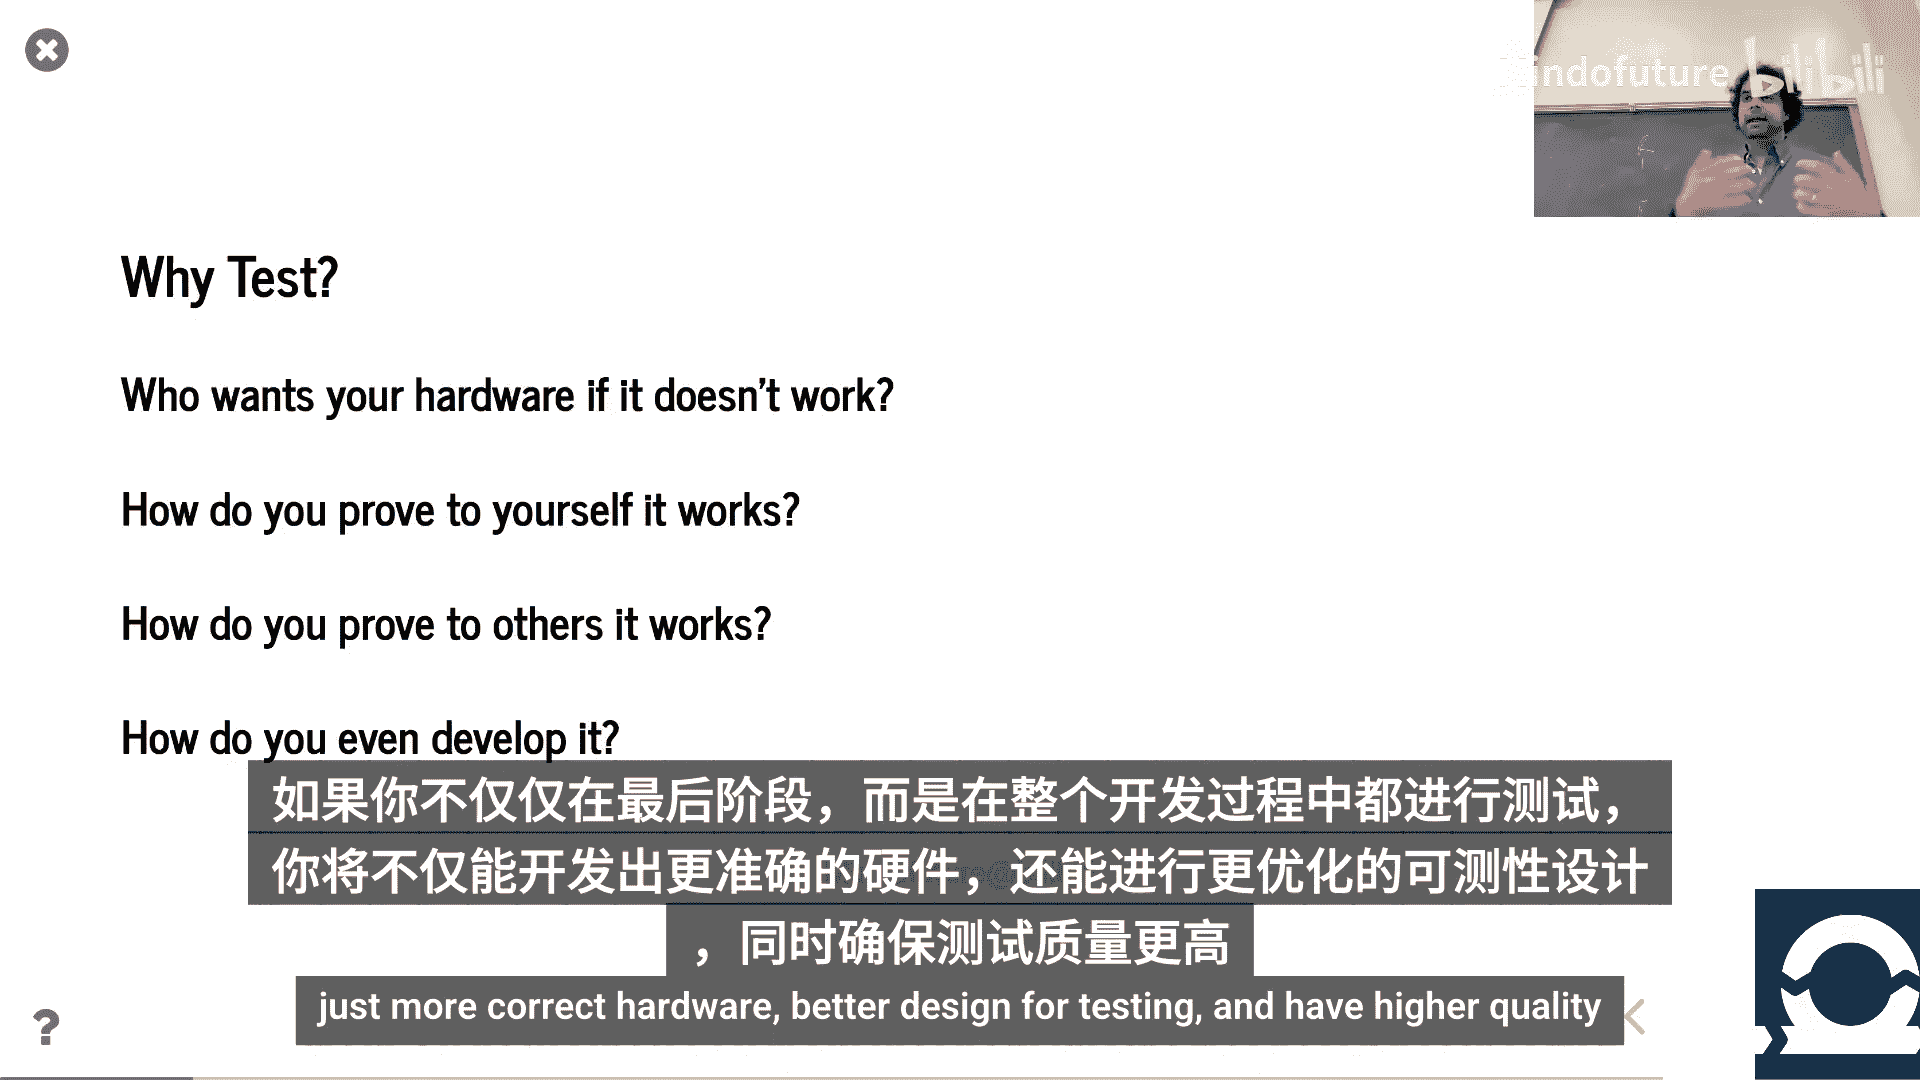 indofuture bilibili
Why Test?
Who wants your hardware if it doesn't work?
How do you prove to yourself it works?
How do you prove to others it works?
How do you even develop it?
如果你不仅仅在最后阶段，而是在整个开发过程中都进行测试，
你将不仅能开发出更准确的硬件，还能进行更优化的可测性设计
，同时确保测试质量更高
just more correct hardware, better design for testing, and have higher quality
?